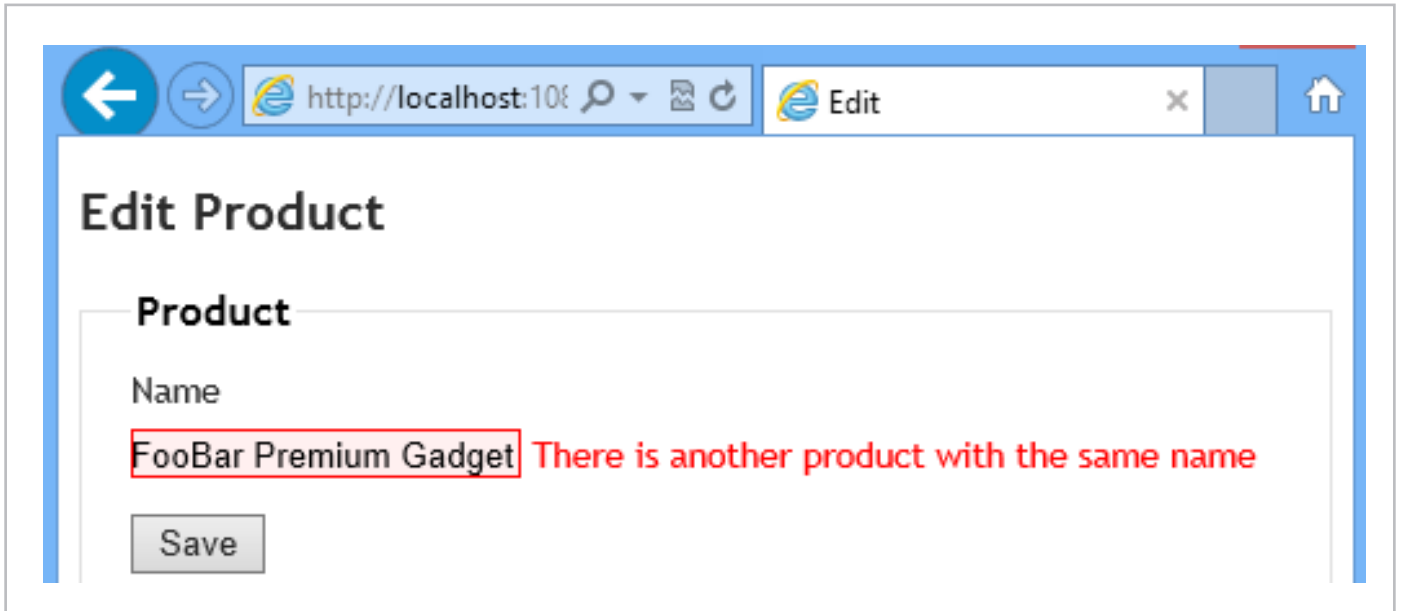 http://localhost:108 Edit
Edit Product
Product
Name
FooBar Premium Gadget There is another product with the same name
Save